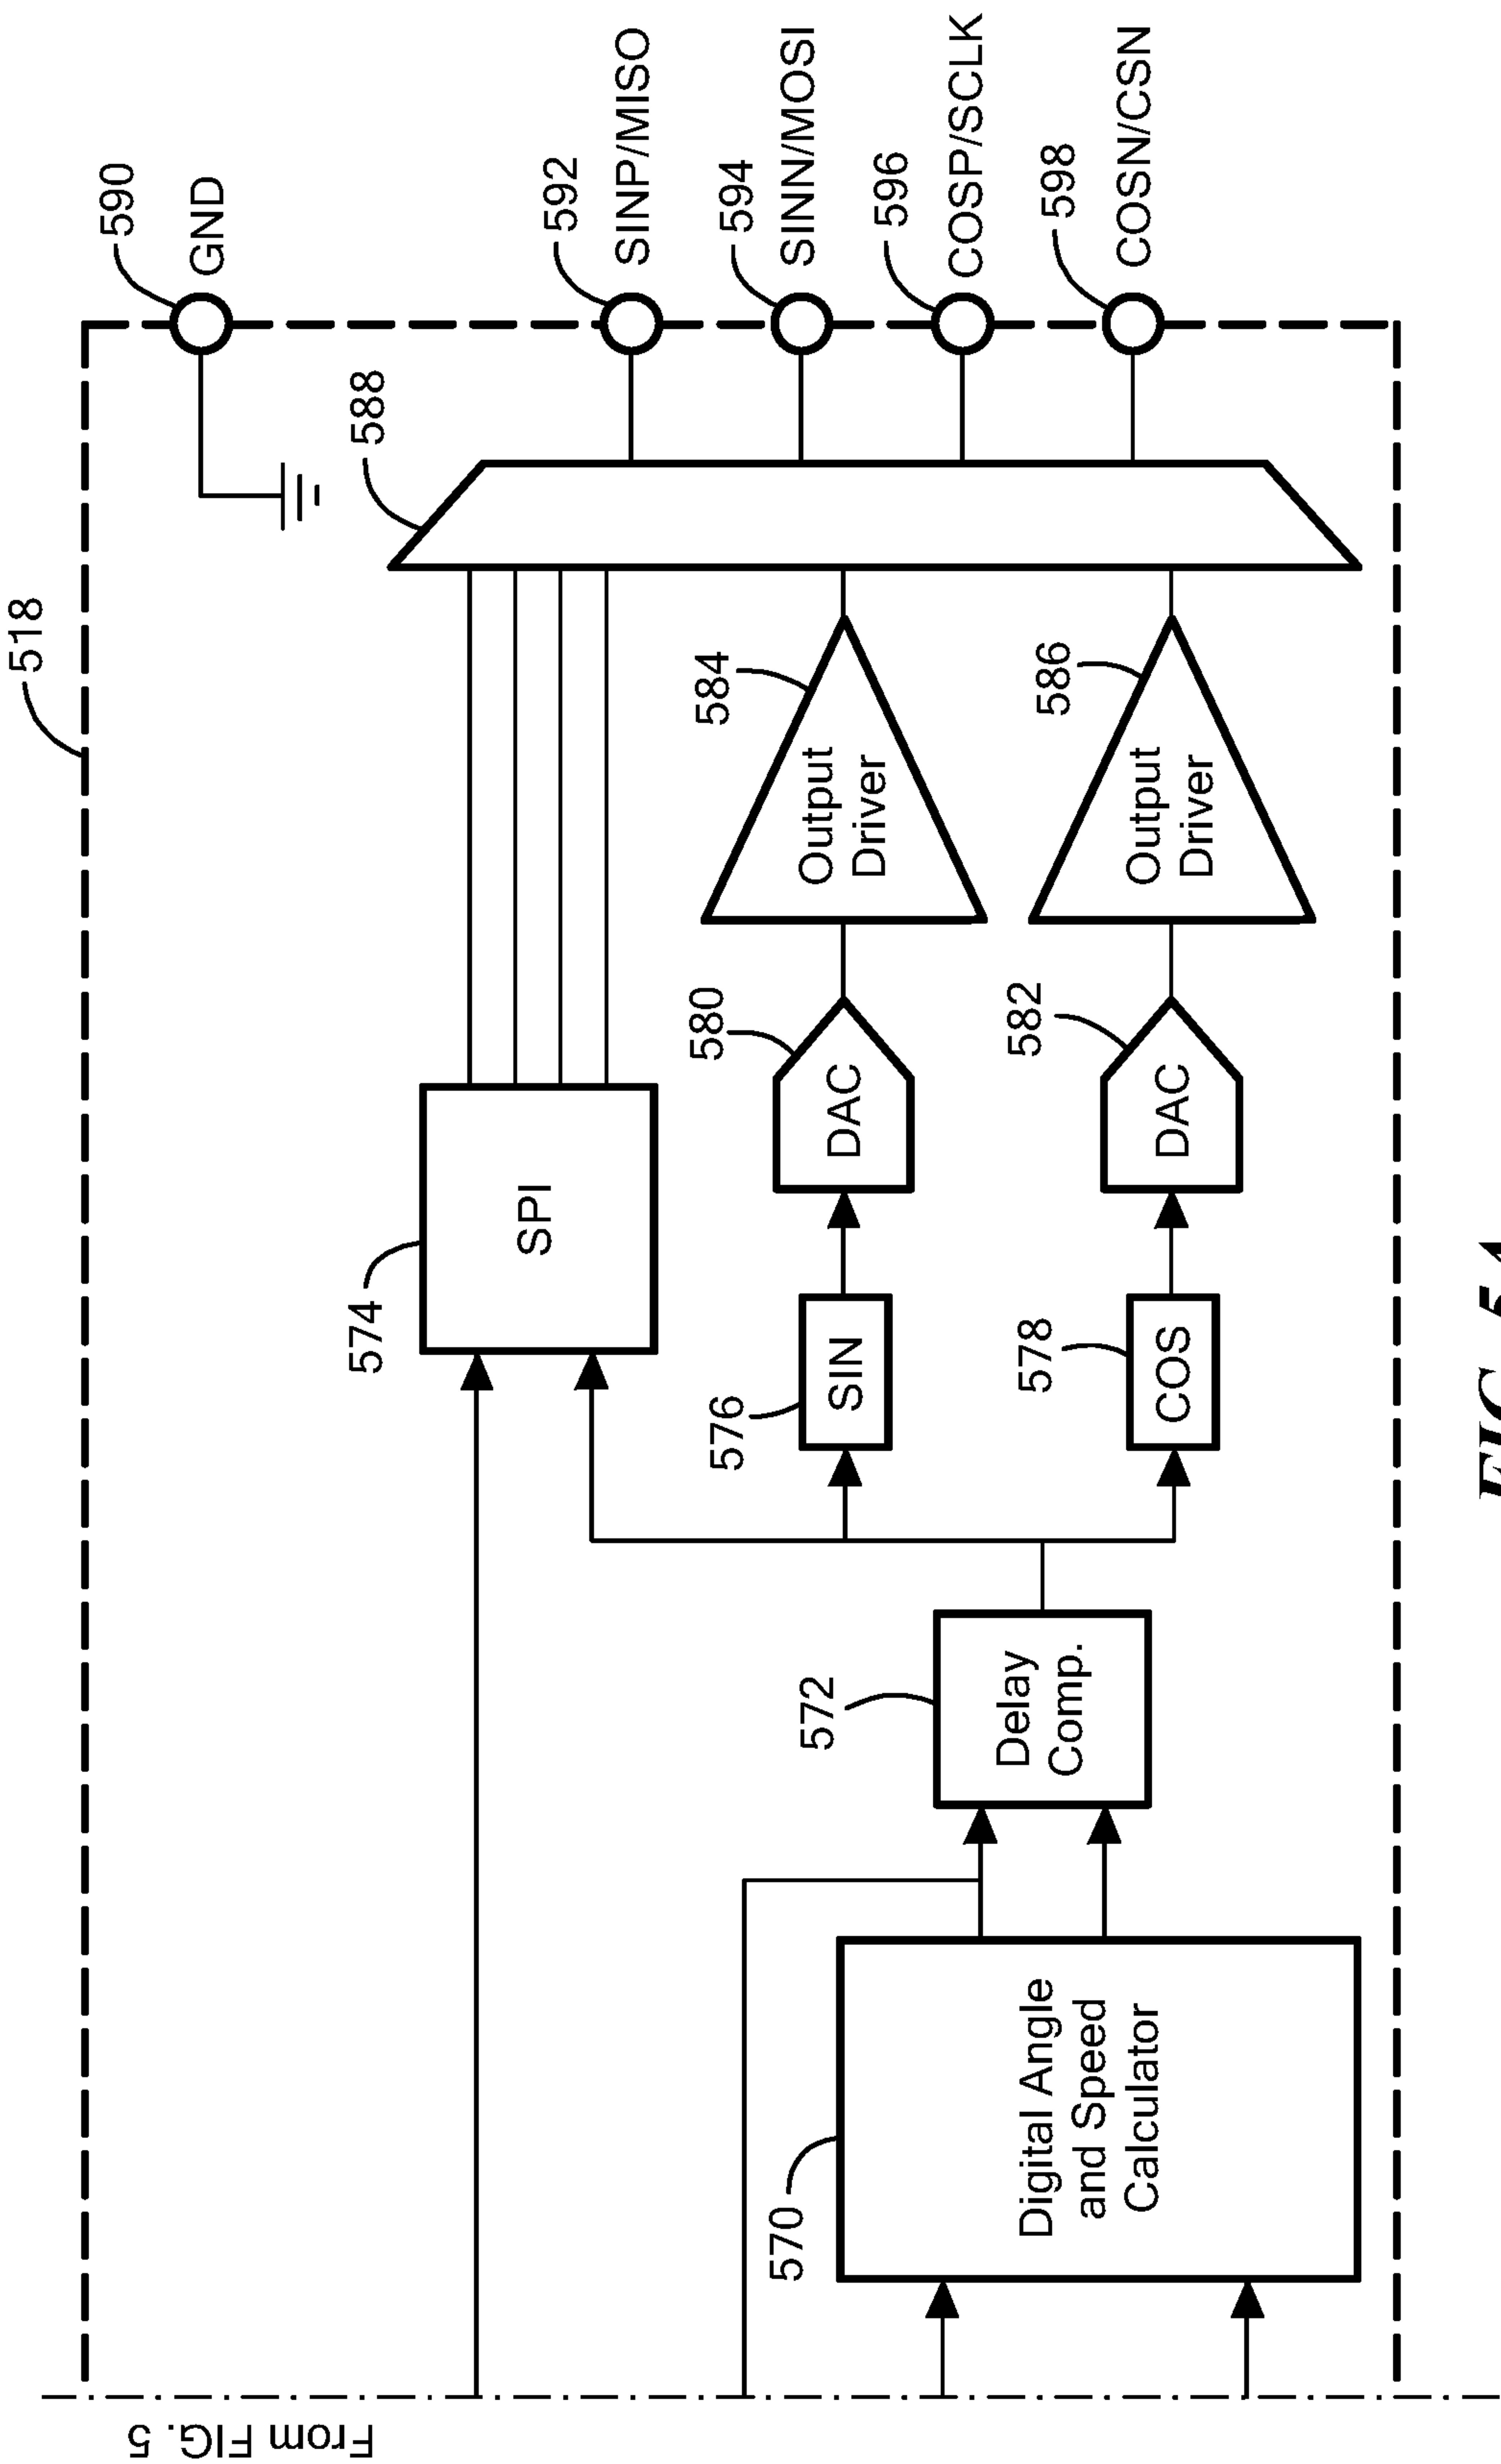 518
590
GND
588
592
SINP/MISO
594
SINN/MOSI
596
COSP/SCLK
598
COSN/CSN
574
SPI
584
Output
Driver
586
Output
Driver
580
DAC
582
DAC
576
SIN
578
COS
572
Delay
Comp.
570
Digital Angle
and Speed
Calculator
From FIG. 5
FIG. 5A